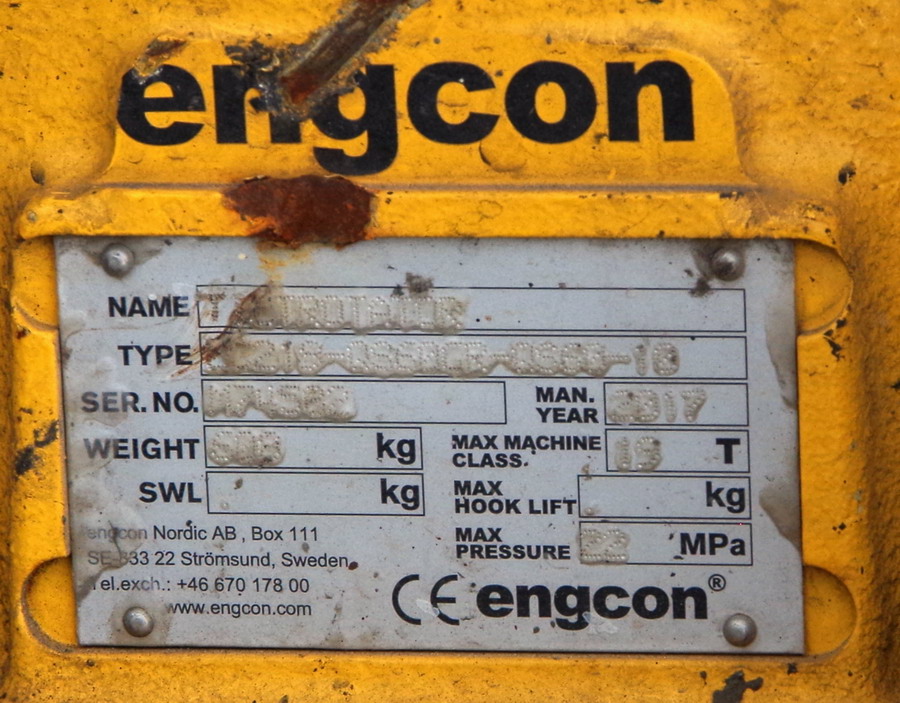 engcon
NAME TILTROTATOR
TYPE
SER. NO.
MAN. YEAR 2017
WEIGHT kg
MAX MACHINE CLASS. 19 T
SWL kg
MAX HOOK LIFT kg
MAX PRESSURE MPa
engcon Nordic AB , Box 111
SE-833 22 Strömsund, Sweden
Tel.exch.: +46 670 178 00
www.engcon.com
CE engcon®